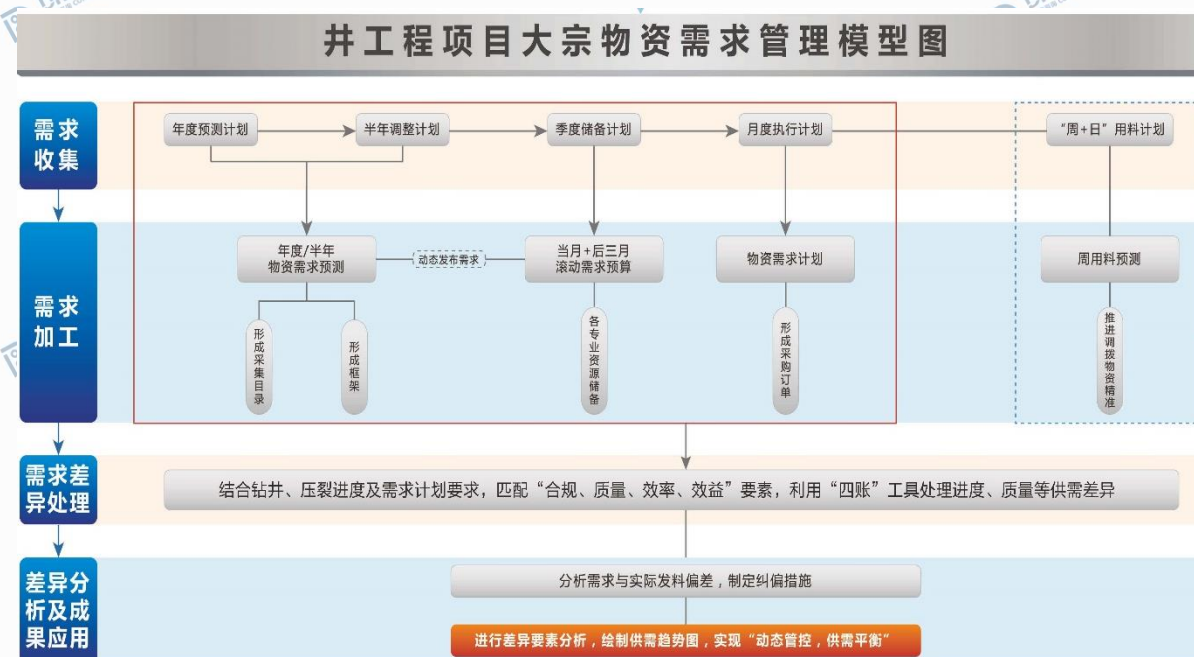 井工程项目大宗物资需求管理模型图
需求
收集
年度预测计划
半年调整计划
季度储备计划
月度执行计划
“周+日”用料计划
需求
加工
年度/半年
物资需求预测
动态发布需求
当月+后三月
滚动需求预算
物资需求计划
周用料预测
形成采集目录
形成框架
各专业资源储备
形成采购订单
推进调拨物资精准
需求差
异处理
结合钻井、压裂进度及需求计划要求，匹配“合规、质量、效率、效益”要素，利用“四账”工具处理进度、质量等供需差异
差异分
析及成
果应用
分析需求与实际发料偏差，制定纠偏措施
进行差异要素分析，绘制供需趋势图，实现“动态管控，供需平衡”